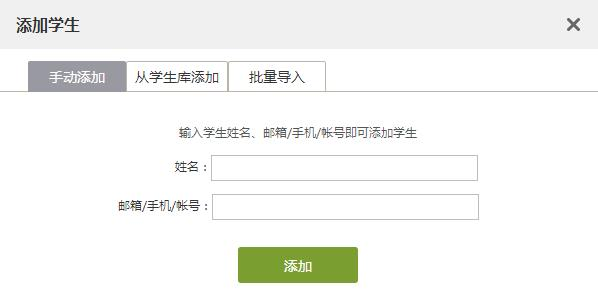 添加学生
手动添加 从学生库添加 批量导入
输入学生姓名、邮箱/手机/帐号即可添加学生
姓名：
邮箱/手机/帐号：
添加